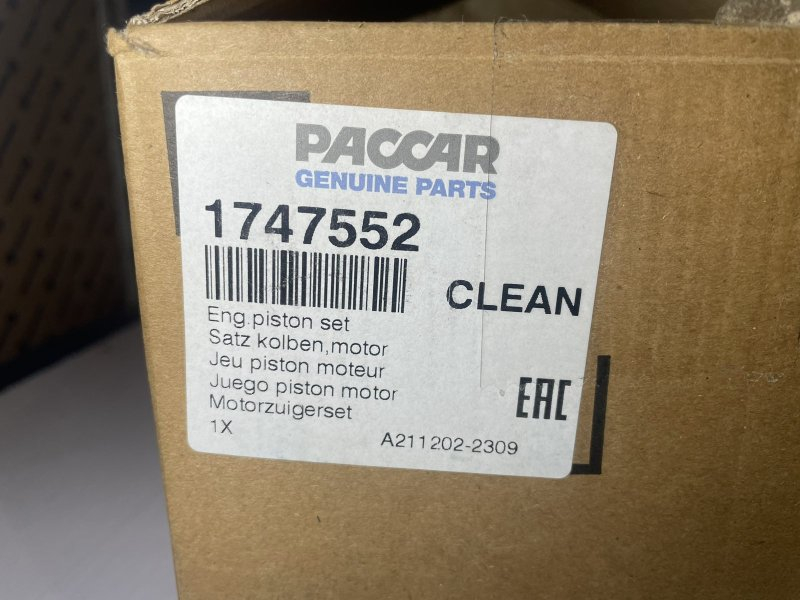 PACCAR
GENUINE PARTS
1747552
CLEAN
Eng.piston set
Satz kolben,motor
Jeu piston moteur
Juego piston motor
Motorzuigerset
1X
EAC
A211202-2309